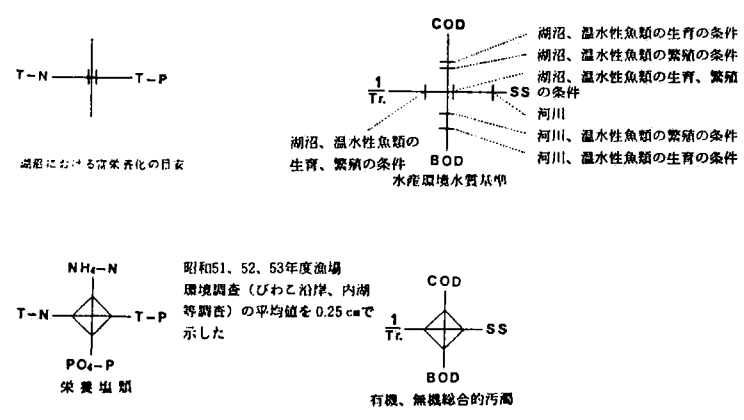 T-N
T-P
湖沼における富栄養化の目安
COD
湖沼、温水性魚類の生育の条件
湖沼、温水性魚類の繁殖の条件
湖沼、温水性魚類の生育、繁殖
の条件
1
Tr.
SS
河川
河川、温水性魚類の繁殖の条件
河川、温水性魚類の生育の条件
湖沼、温水性魚類の
生育、繁殖の条件
BOD
水産環境水質基準
NH4-N
T-N
T-P
PO4-P
栄養塩類
昭和51、52、53年度漁場
環境調査（びわこ沿岸、内湖
等調査）の平均値を0.25cmで
示した
COD
1
Tr.
SS
BOD
有機、無機総合的汚濁